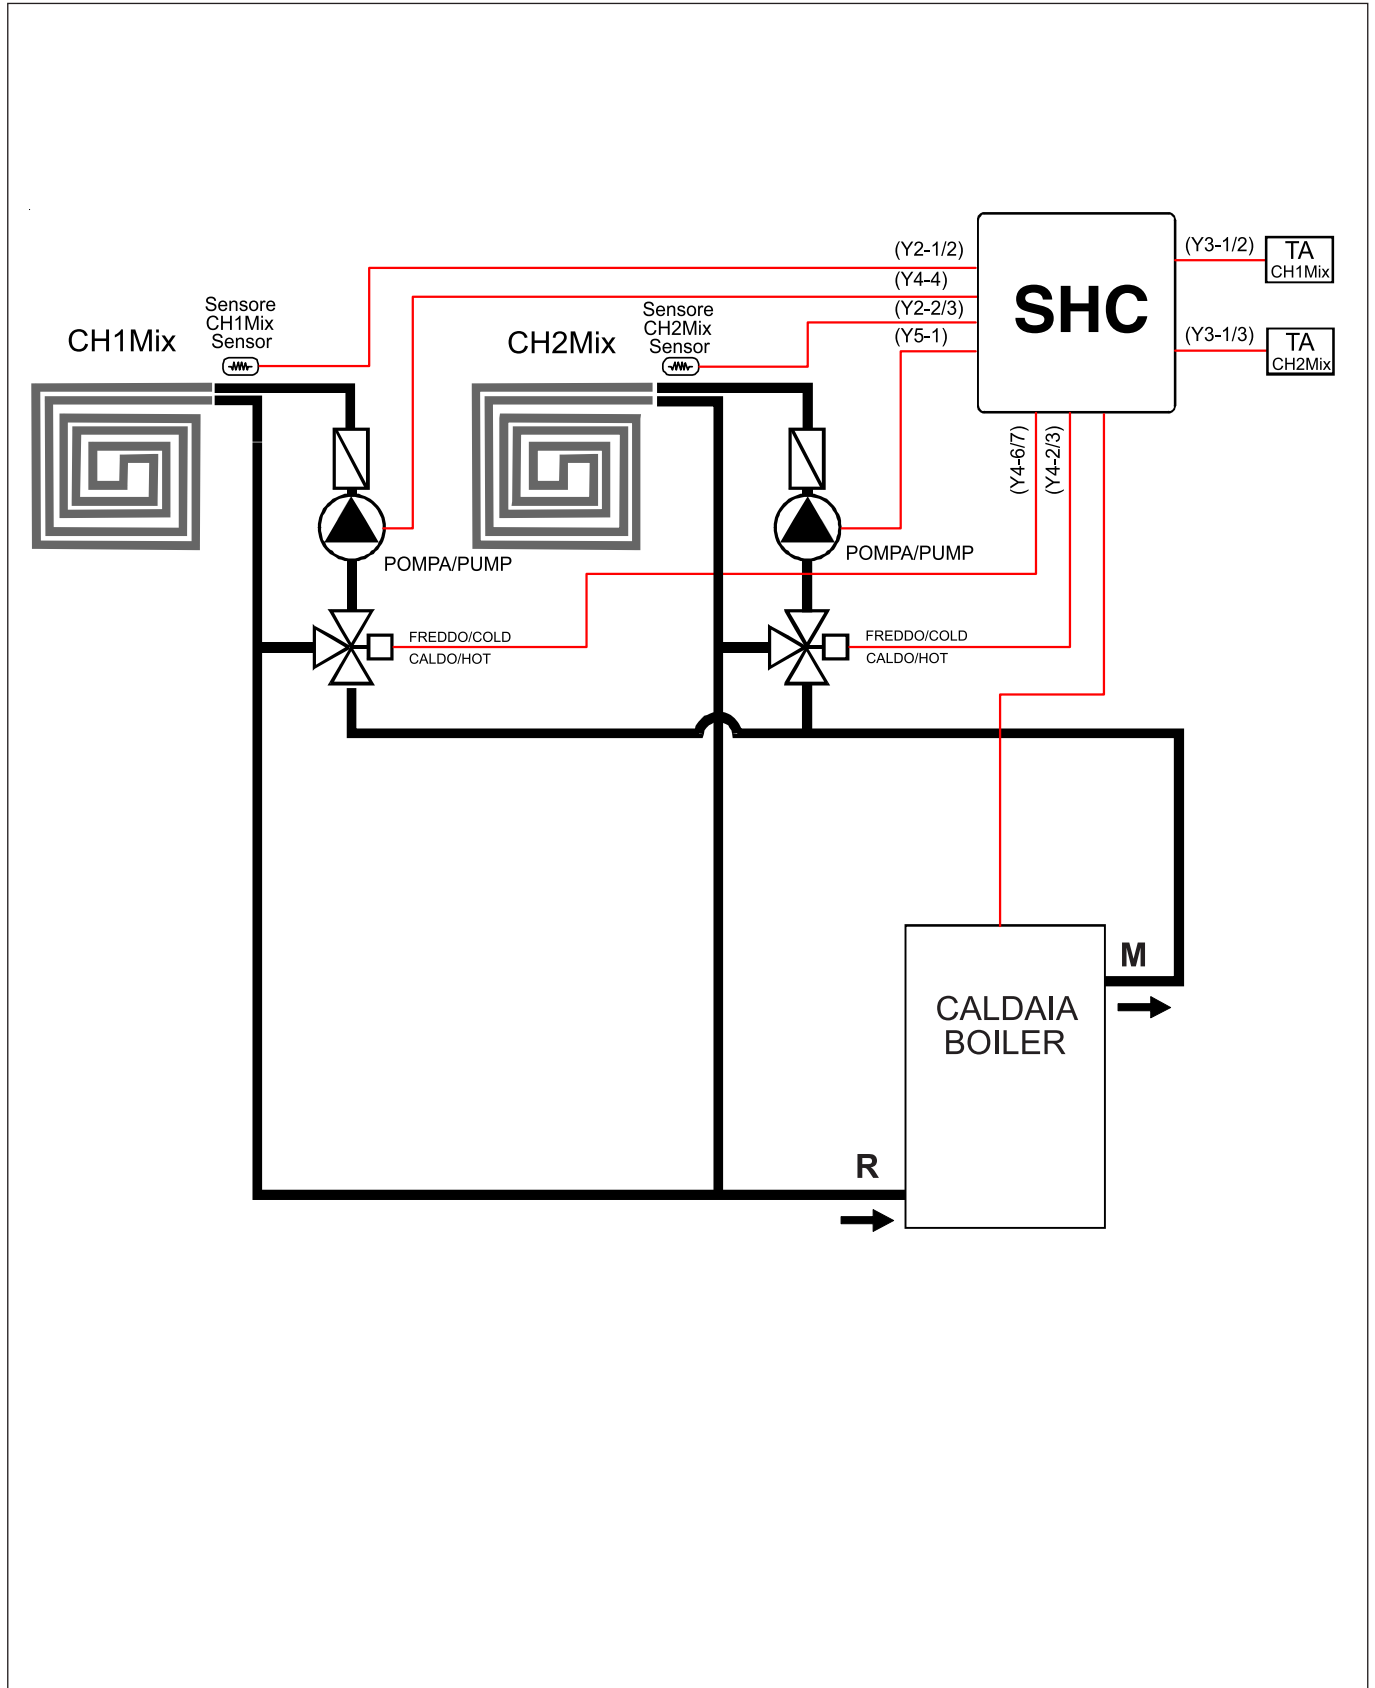 (Y2-1/2)
(Y4-4)
(Y2-2/3)
(Y5-1)
SHC
(Y3-1/2)
TA
CH1Mix
(Y3-1/3)
TA
CH2Mix
CH1Mix
Sensore
CH1Mix
Sensor
CH2Mix
Sensore
CH2Mix
Sensor
(Y4-6/7)
(Y4-2/3)
POMPA/PUMP
POMPA/PUMP
FREDDO/COLD
CALDO/HOT
FREDDO/COLD
CALDO/HOT
M
CALDAIA
BOILER
R